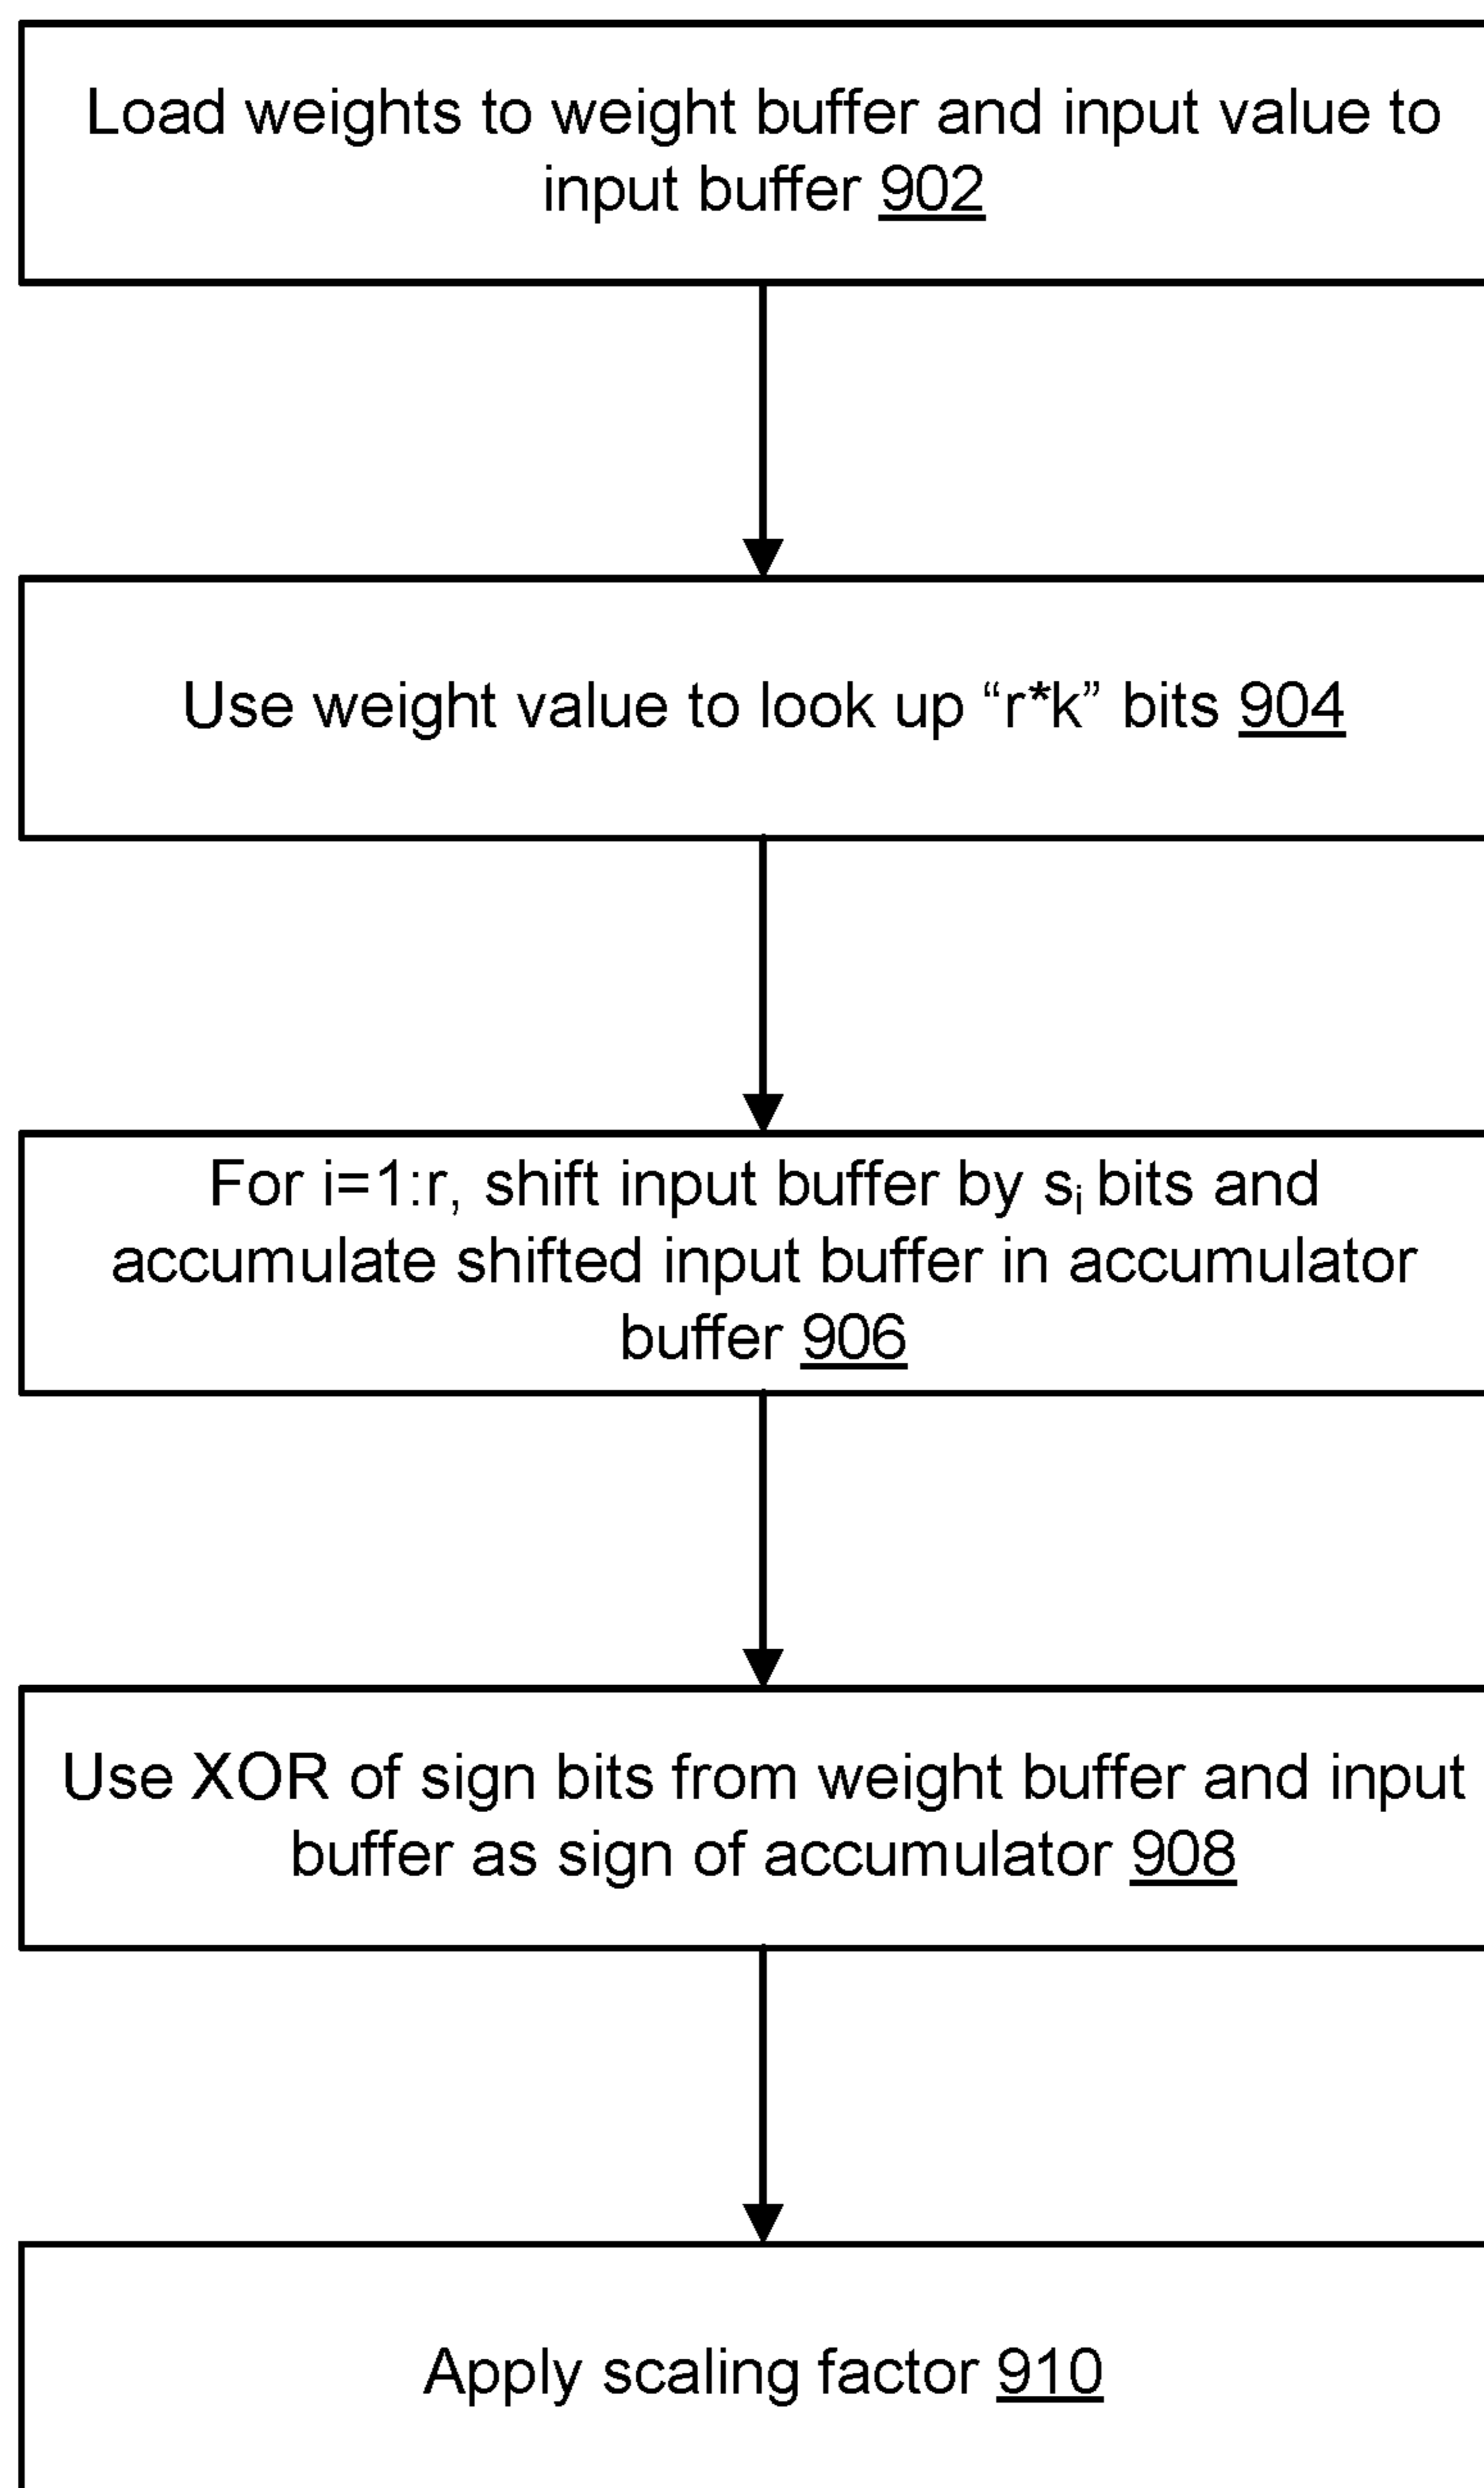 Load weights to weight buffer and input value to
input buffer 902
Use weight value to look up “r*k” bits 904
For i=1:r, shift input buffer by sᵢ bits and
accumulate shifted input buffer in accumulator
buffer 906
Use XOR of sign bits from weight buffer and input
buffer as sign of accumulator 908
Apply scaling factor 910